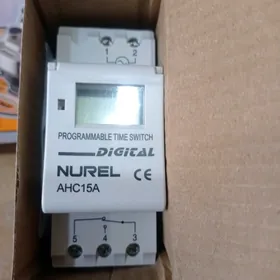 1 2
PROGRAMMABLE TIME SWITCH
DIGITAL
NUREL CE
AHC15A
5 4 3